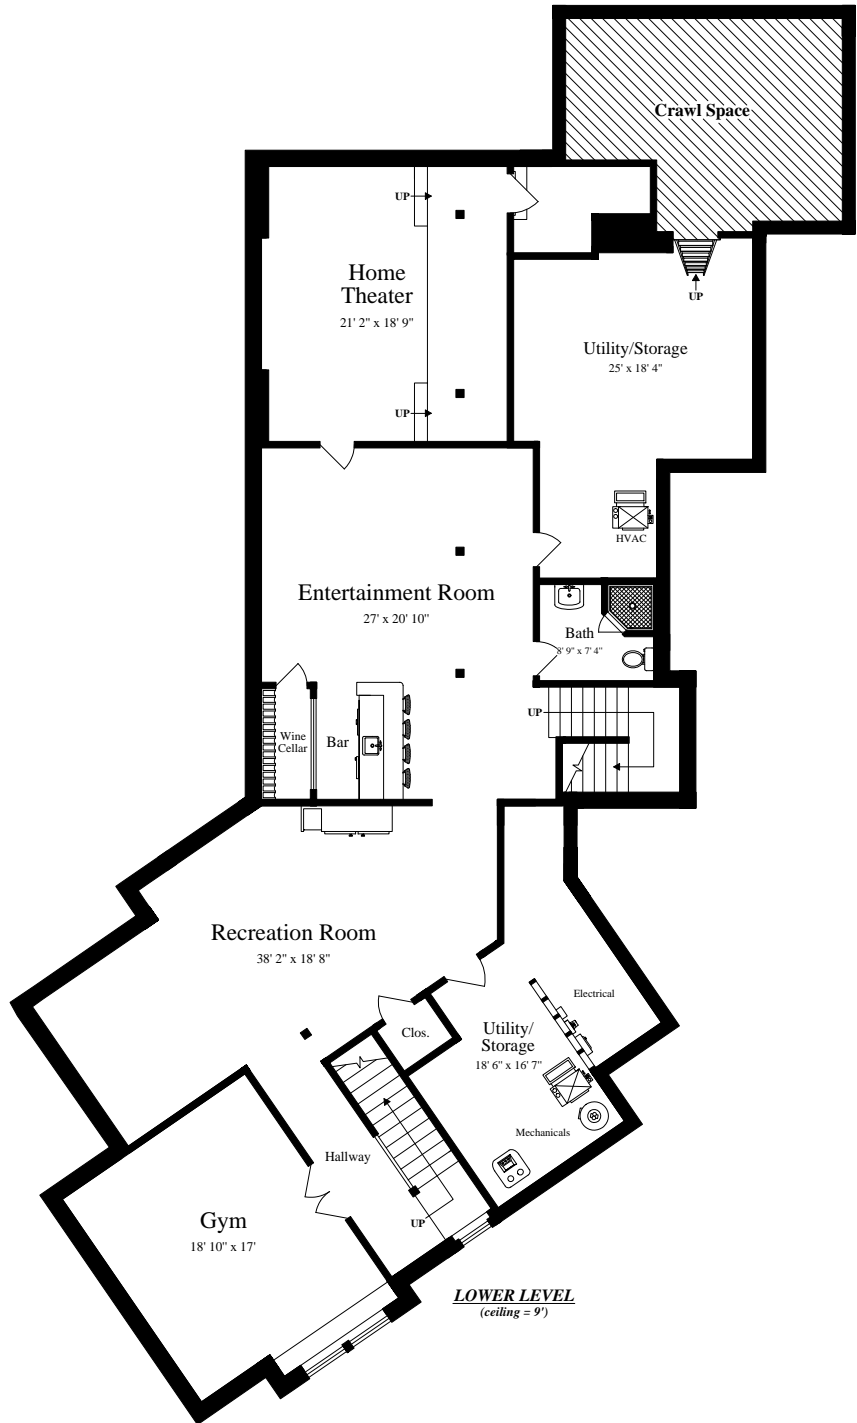 Crawl Space
UP
Home
Theater
21' 2" x 18' 9"
UP
UP
Utility/Storage
25' x 18' 4"
HVAC
Entertainment Room
27' x 20' 10"
Bath
8' 9" x 7' 4"
UP
Wine
Cellar
Bar
Recreation Room
38' 2" x 18' 8"
Electrical
Clos.
Utility/
Storage
18' 6" x 16' 7"
Mechanicals
Hallway
Gym
18' 10" x 17'
UP
LOWER LEVEL
(ceiling = 9')